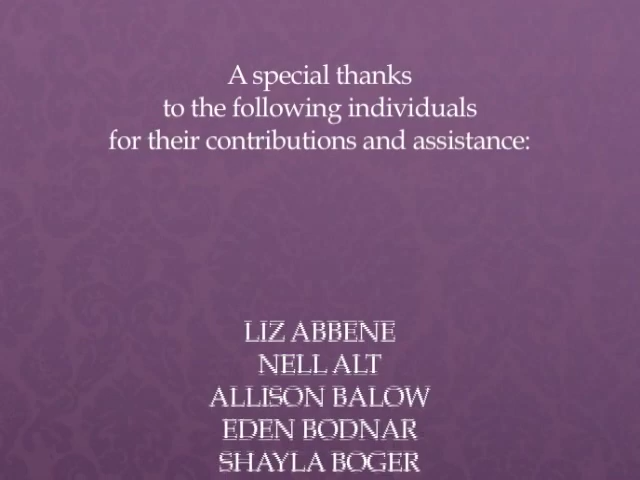 A special thanks
to the following individuals
for their contributions and assistance:
LIZ ABBENE
NELL ALT
ALLISON BALOW
EDEN BODNAR
SHAYLA BOGER